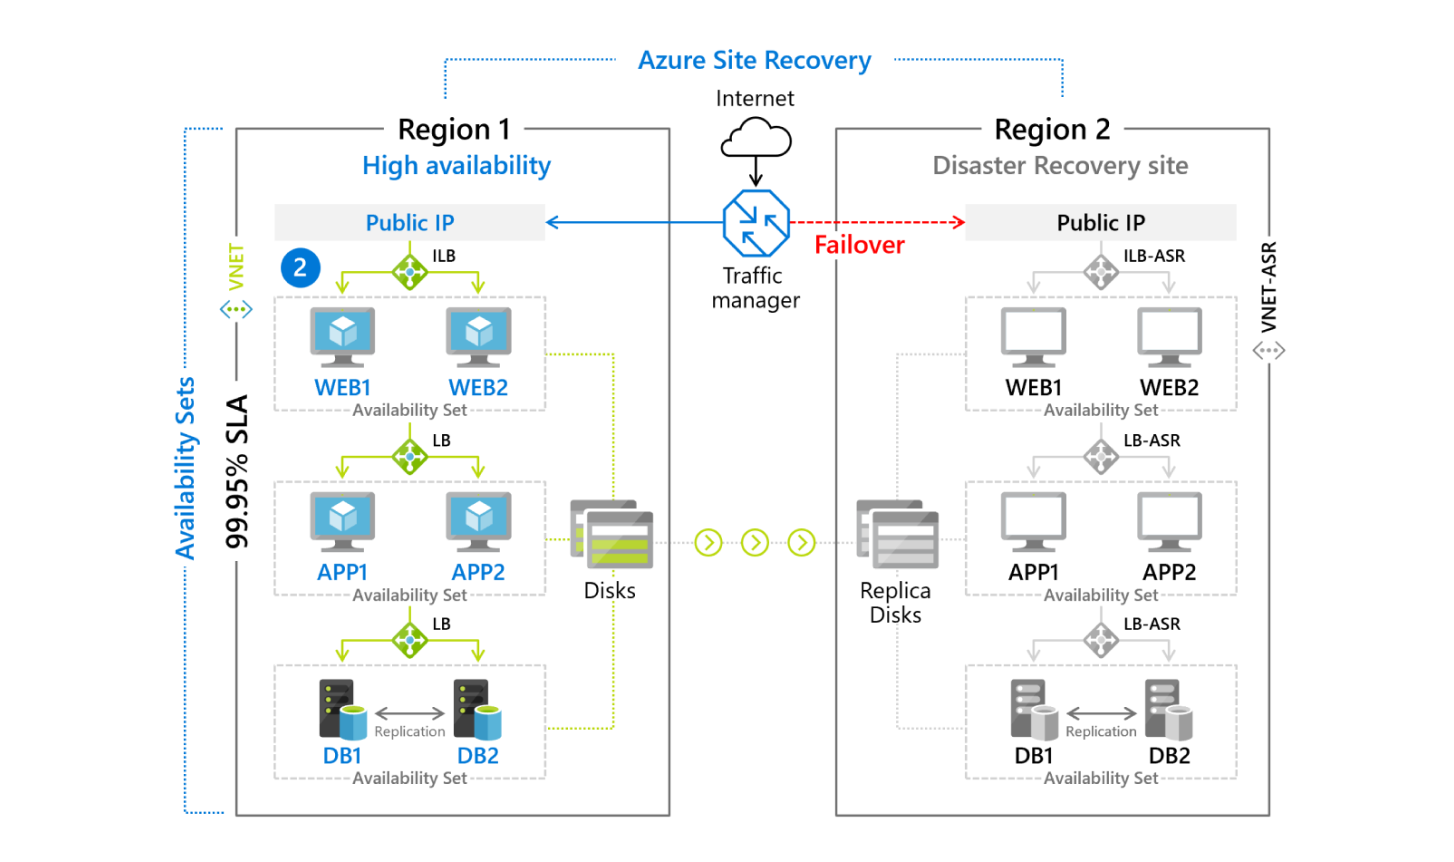 Azure Site Recovery
Internet
Region 1
High availability
Region 2
Disaster Recovery site
Public IP
Traffic
manager
Failover
Public IP
Availability Sets
VNET
99.95% SLA
2
ILB
WEB1
WEB2
Availability Set
LB
APP1
APP2
Availability Set
LB
DB1
Replication
DB2
Availability Set
Disks
Replica
Disks
ILB-ASR
WEB1
WEB2
Availability Set
LB-ASR
APP1
APP2
Availability Set
LB-ASR
DB1
Replication
DB2
Availability Set
VNET-ASR